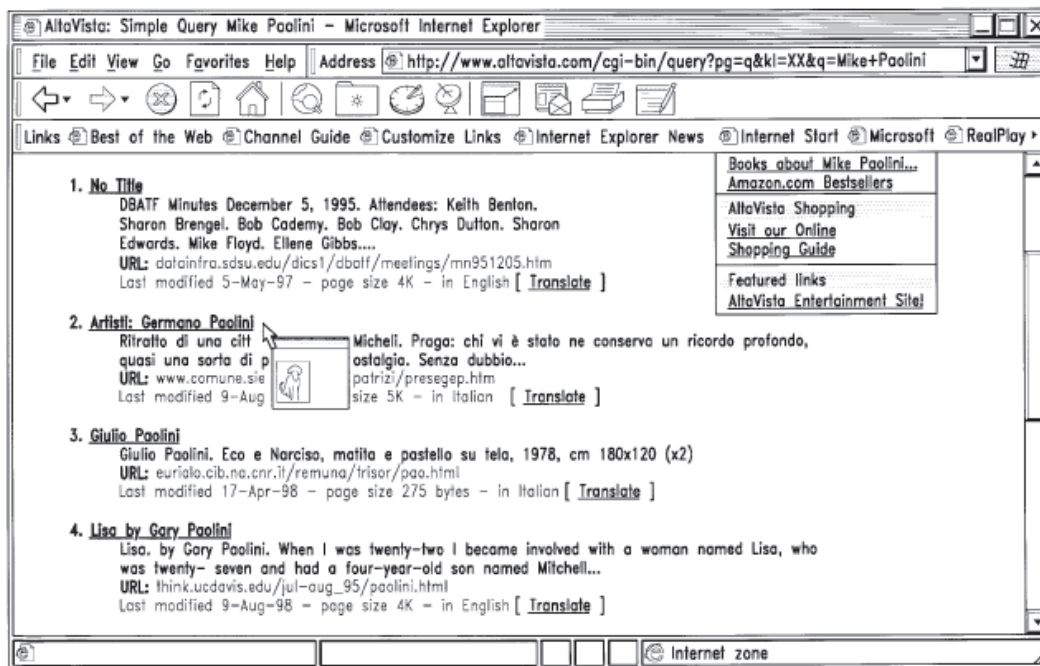 AltaVista: Simple Query Mike Paolini - Microsoft Internet Explorer
File Edit View Go Favorites Help Address http://www.altavista.com/cgi-bin/query?pg=q&kl=XX&q=Mike+Paolini
Links Best of the Web Channel Guide Customize Links Internet Explorer News Internet Start Microsoft RealPlay
Books about Mike Paolini...
Amazon.com Bestsellers
AltaVista Shopping
Visit our Online
Shopping Guide
Featured links
AltaVista Entertainment Site!
1. No Title
DBATF Minutes December 5, 1995. Attendees: Keith Benton.
Sharon Brengel. Bob Cademy. Bob Clay. Chrys Dutton. Sharon
Edwards. Mike Floyd. Ellene Gibbs....
URL: datainfra.sdsu.edu/dics1/dbatf/meetings/mn951205.htm
Last modified 5-May-97 - page size 4K - in English [ Translate ]
2. Artisti: Germano Paolini
Ritratto di una citt Micheli. Praga: chi vi è stato ne conserva un ricordo profondo,
quasi una sorta di p ostalgia. Senza dubbio...
URL: www.comune.sie patrizi/presegep.htm
Last modified 9-Aug size 5K - in Italian [ Translate ]
3. Giulio Paolini
Giulio Paolini. Eco e Narciso, matita e pastello su tela, 1978, cm 180x120 (x2)
URL: eurialo.cib.na.cnr.it/remuna/trisor/pao.html
Last modified 17-Apr-98 - page size 275 bytes - in Italian [ Translate ]
4. Lisa by Gary Paolini
Lisa. by Gary Paolini. When I was twenty-two I became involved with a woman named Lisa, who
was twenty- seven and had a four-year-old son named Mitchell...
URL: think.ucdavis.edu/jul-aug_95/paolini.html
Last modified 9-Aug-98 - page size 4K - in English [ Translate ]
Internet zone